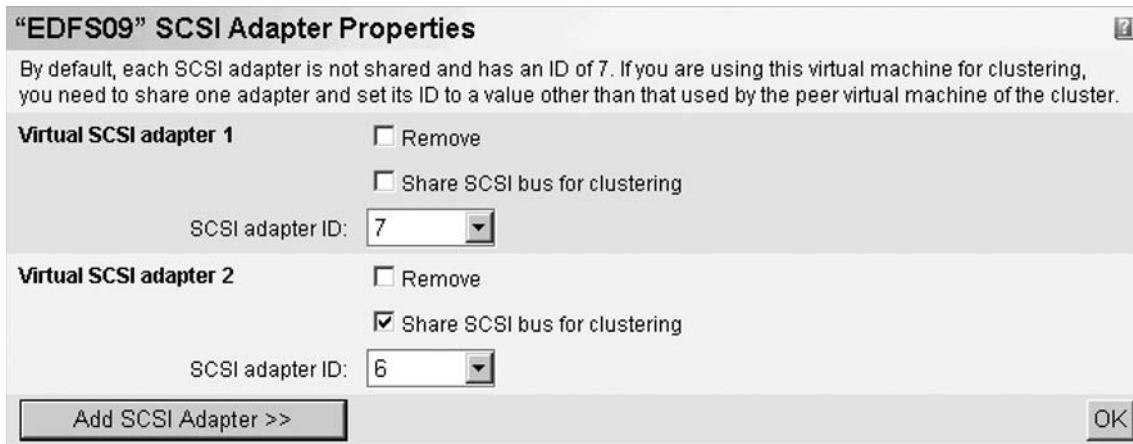 “EDFS09” SCSI Adapter Properties
?
By default, each SCSI adapter is not shared and has an ID of 7. If you are using this virtual machine for clustering,
you need to share one adapter and set its ID to a value other than that used by the peer virtual machine of the cluster.
Virtual SCSI adapter 1
Remove
Share SCSI bus for clustering
SCSI adapter ID: 7
Virtual SCSI adapter 2
Remove
Share SCSI bus for clustering
SCSI adapter ID: 6
Add SCSI Adapter >>
OK